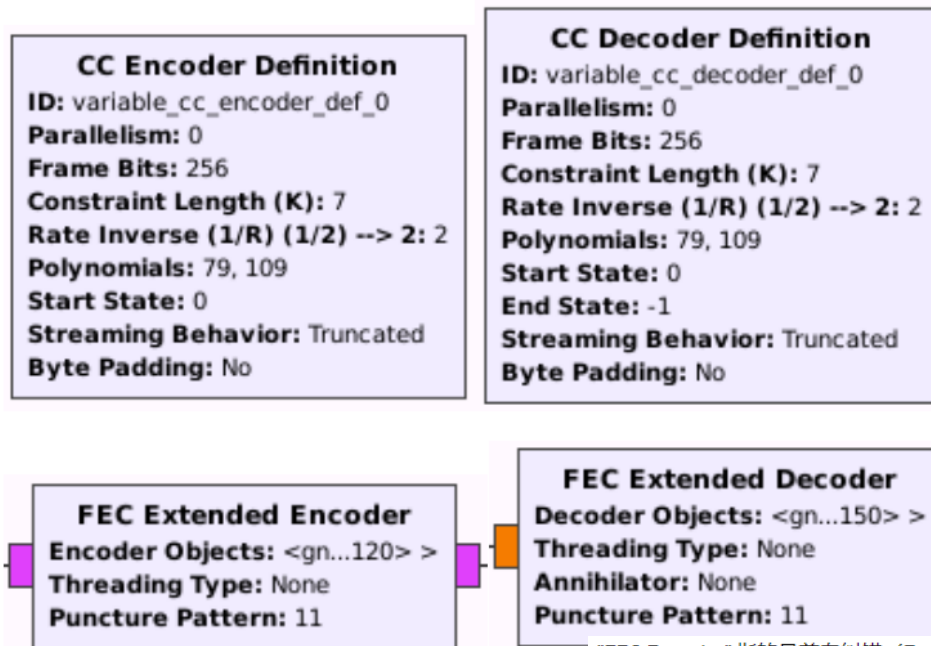 CC Encoder Definition
ID: variable_cc_encoder_def_0
Parallelism: 0
Frame Bits: 256
Constraint Length (K): 7
Rate Inverse (1/R) (1/2) --> 2: 2
Polynomials: 79, 109
Start State: 0
Streaming Behavior: Truncated
Byte Padding: No
CC Decoder Definition
ID: variable_cc_decoder_def_0
Parallelism: 0
Frame Bits: 256
Constraint Length (K): 7
Rate Inverse (1/R) (1/2) --> 2: 2
Polynomials: 79, 109
Start State: 0
End State: -1
Streaming Behavior: Truncated
Byte Padding: No
FEC Extended Encoder
Encoder Objects: <gn...120> >
Threading Type: None
Puncture Pattern: 11
FEC Extended Decoder
Decoder Objects: <gn...150> >
Threading Type: None
Annihilator: None
Puncture Pattern: 11